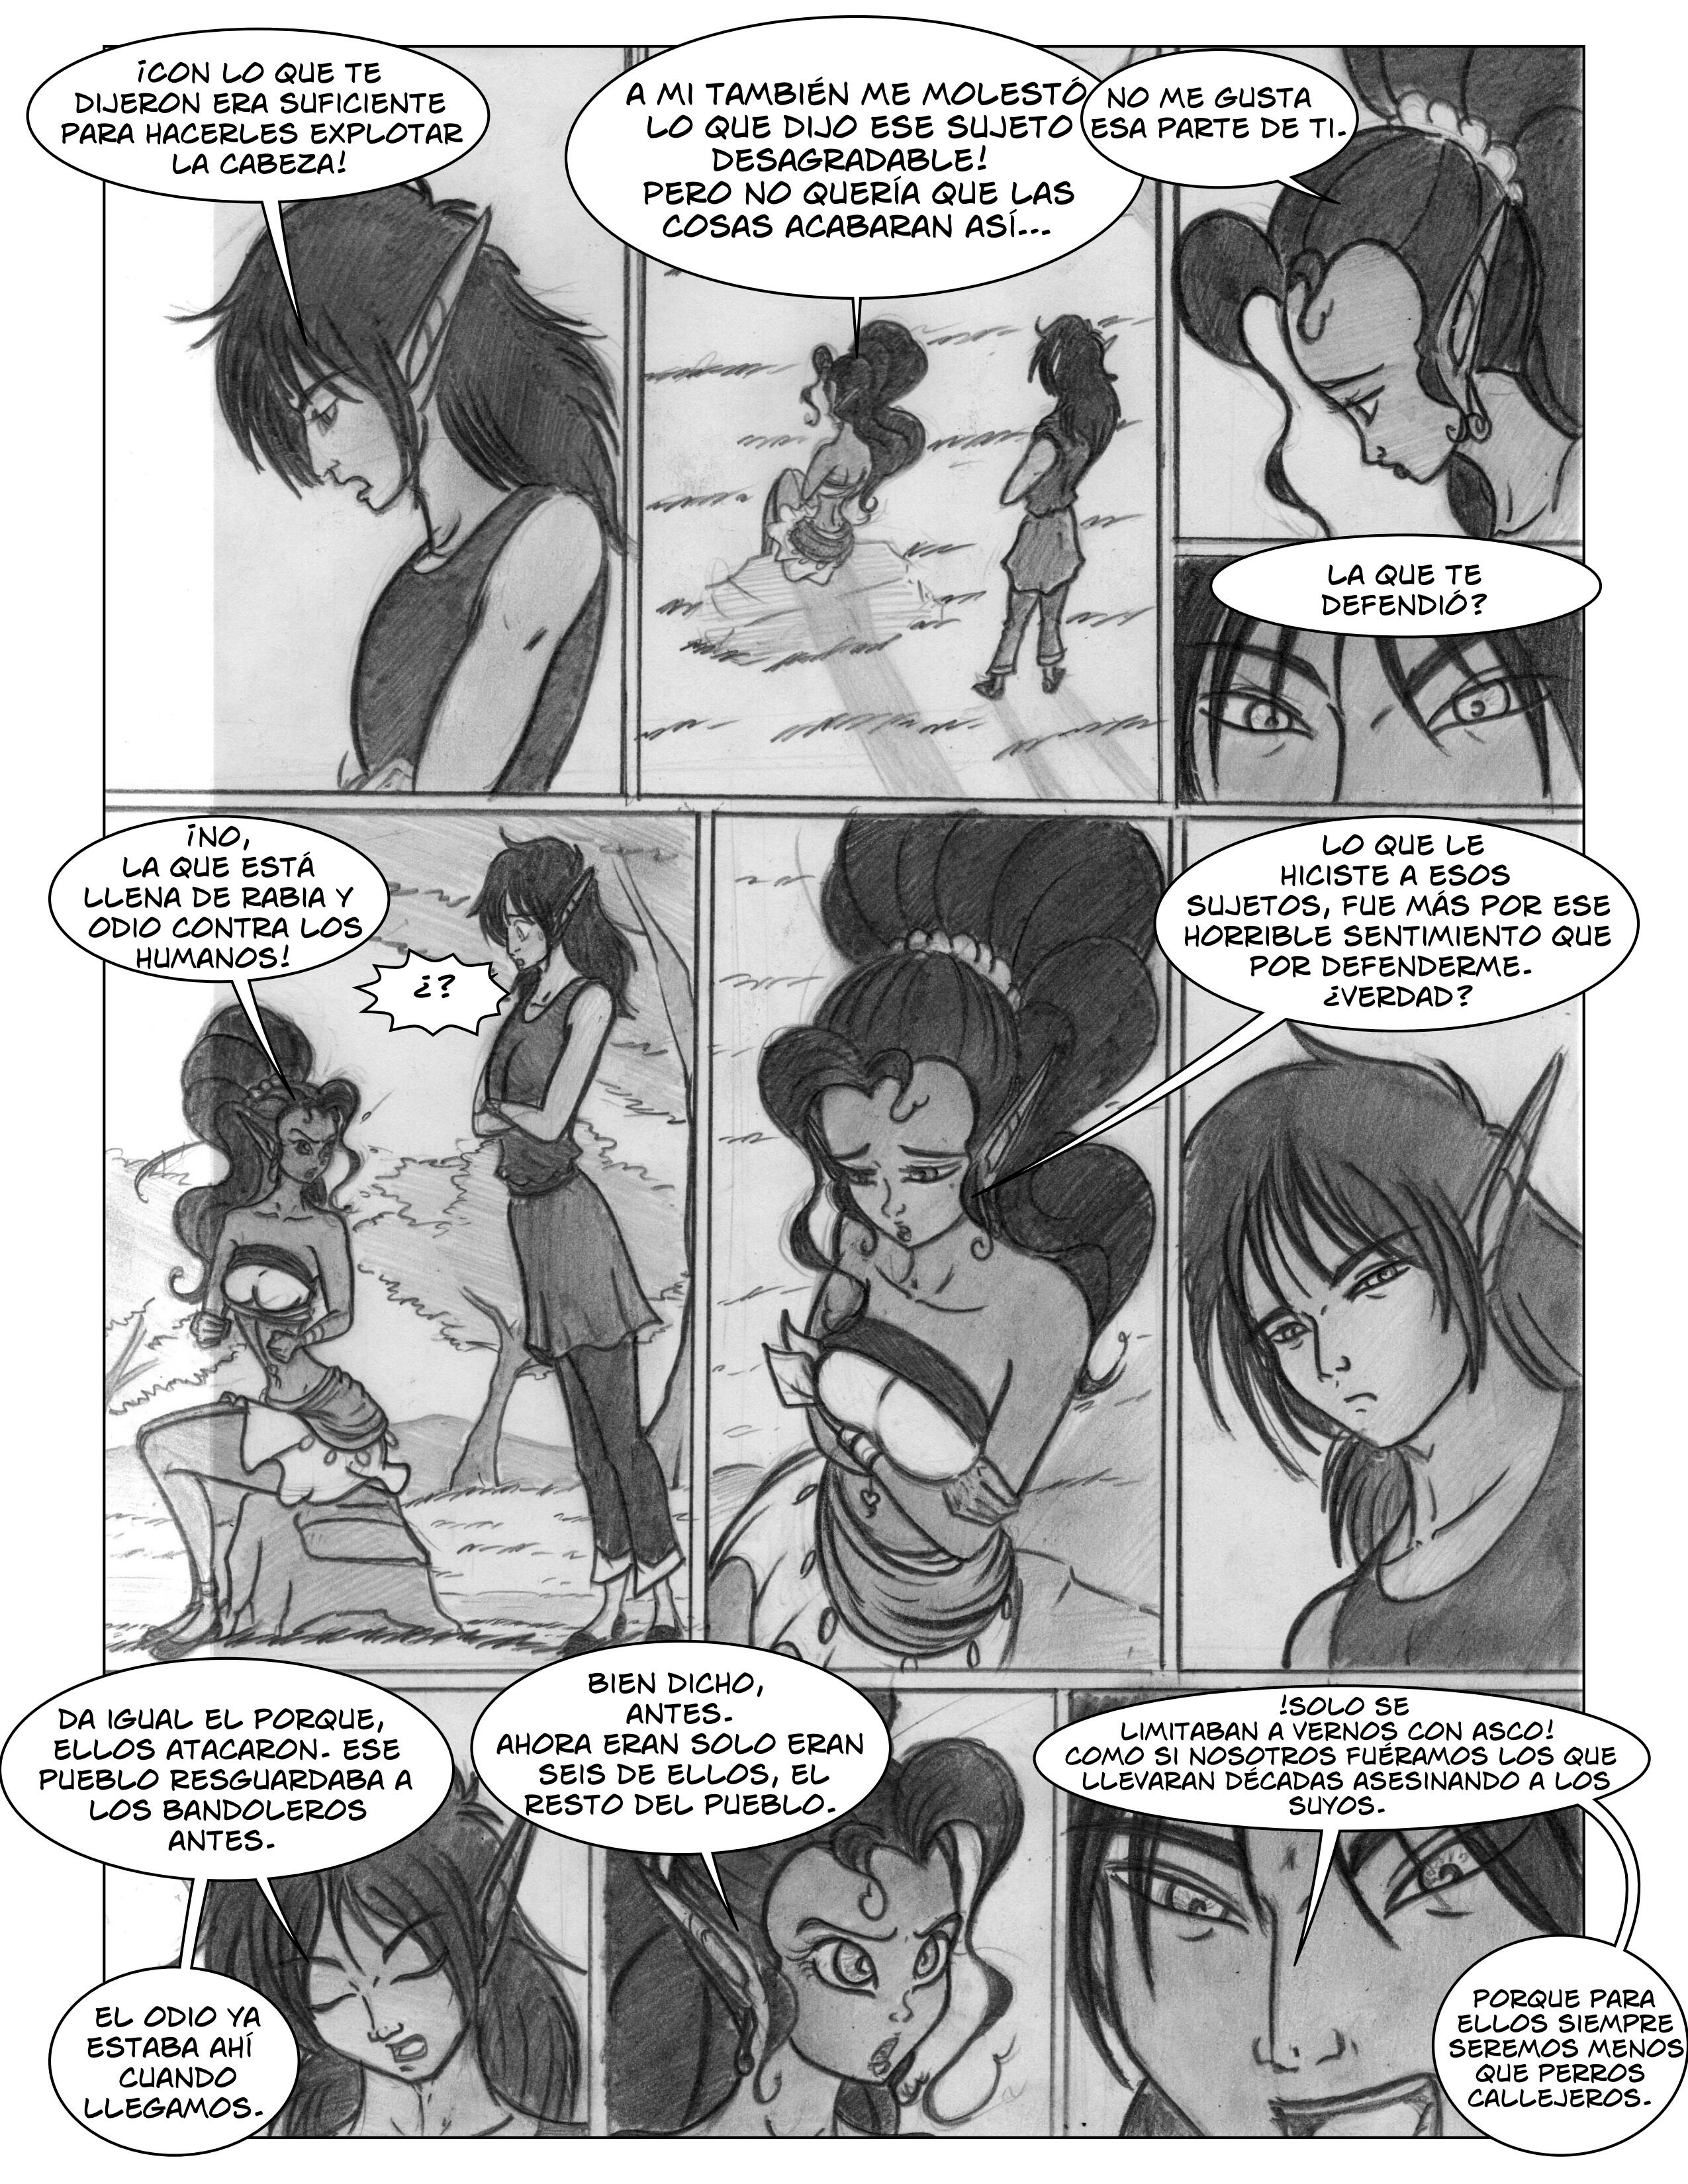 ¡CON LO QUE TE
DIJERON ERA SUFICIENTE
PARA HACERLES EXPLOTAR
LA CABEZA!
A MI TAMBIÉN ME MOLESTÓ
LO QUE DIJO ESE SUJETO
DESAGRADABLE!
PERO NO QUERÍA QUE LAS
COSAS ACABARAN ASÍ...
NO ME GUSTA
ESA PARTE DE TI.
LA QUE TE
DEFENDIÓ?
¡NO,
LA QUE ESTÁ
LLENA DE RABIA Y
ODIO CONTRA LOS
HUMANOS!
¿?
LO QUE LE
HICISTE A ESOS
SUJETOS, FUE MÁS POR ESE
HORRIBLE SENTIMIENTO QUE
POR DEFENDERME.
¿VERDAD?
DA IGUAL EL PORQUE,
ELLOS ATACARON. ESE
PUEBLO RESGUARDABA A
LOS BANDOLEROS
ANTES.
EL ODIO YA
ESTABA AHÍ
CUANDO
LLEGAMOS.
BIEN DICHO,
ANTES.
AHORA ERAN SOLO ERAN
SEIS DE ELLOS, EL
RESTO DEL PUEBLO.
!SOLO SE
LIMITABAN A VERNOS CON ASCO!
COMO SI NOSOTROS FUÉRAMOS LOS QUE
LLEVARAN DÉCADAS ASESINANDO A LOS
SUYOS.
PORQUE PARA
ELLOS SIEMPRE
SEREMOS MENOS
QUE PERROS
CALLEJEROS.